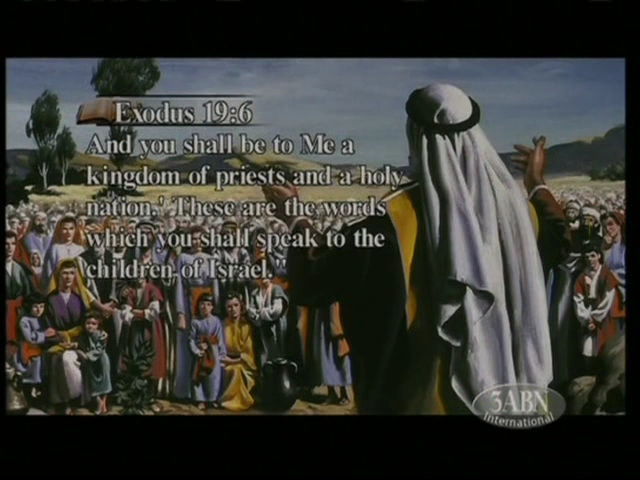 Exodus 19:6
And you shall be to Me a
kingdom of priests and a holy
nation.' These are the words
which you shall speak to the
children of Israel."
3ABN
International